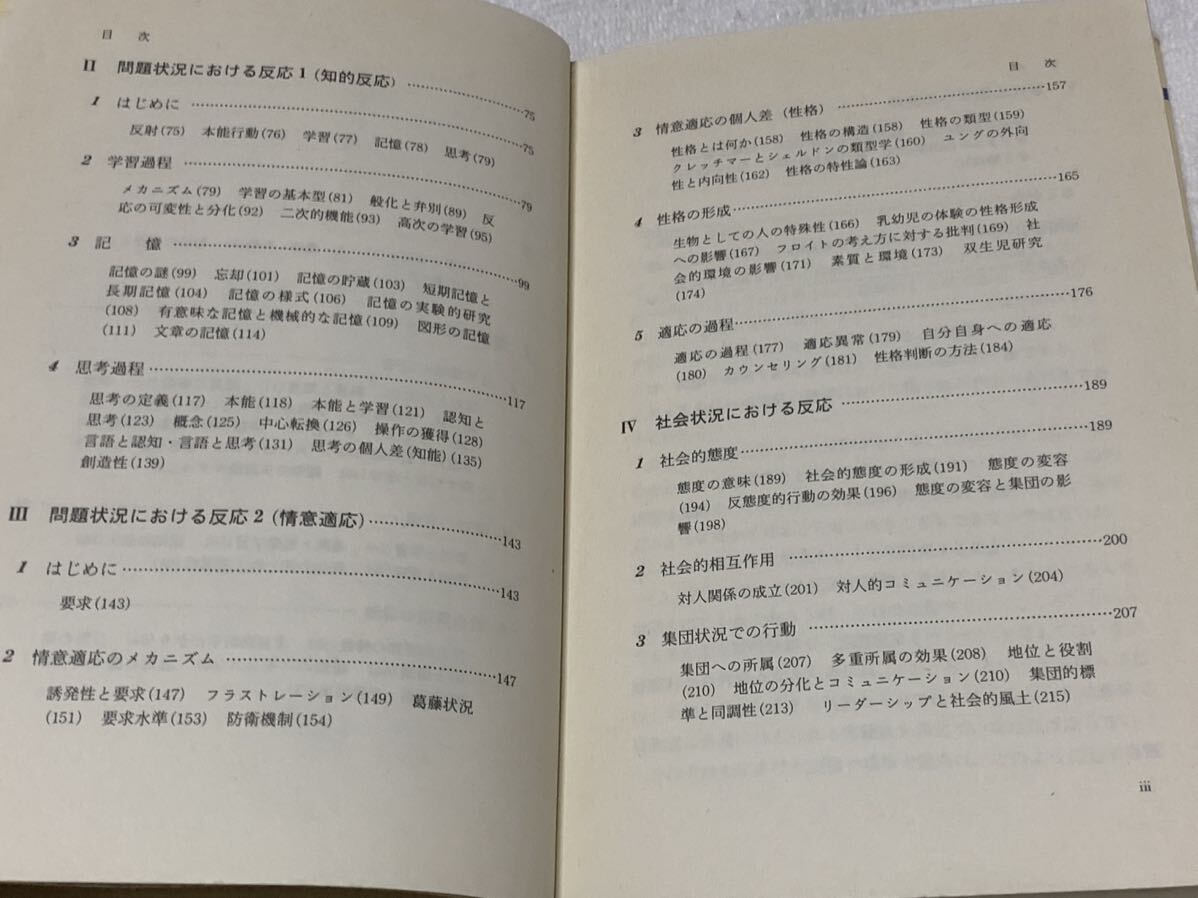 目　次
II　問題状況における反応1（知的反応）……75
1　はじめに……75
反射(75)　本能行動(76)　学習(77)　記憶(78)　思考(79)
2　学習過程……79
メカニズム(79)　学習の基本型(81)　般化と弁別(89)　反
応の可変性と分化(92)　二次的機能(93)　高次の学習(95)
3　記　憶……99
記憶の謎(99)　忘却(101)　記憶の貯蔵(103)　短期記憶と
長期記憶(104)　記憶の様式(106)　記憶の実験的研究
(108)　有意味な記憶と機械的な記憶(109)　図形の記憶
(111)　文章の記憶(114)
4　思考過程……117
思考の定義(117)　本能(118)　本能と学習(121)　認知と
思考(123)　概念(125)　中心転換(126)　操作の獲得(128)
言語と認知・言語と思考(131)　思考の個人差(知能)(135)
創造性(139)
III　問題状況における反応2（情意適応）……143
1　はじめに……143
要求(143)
2　情意適応のメカニズム……147
誘発性と要求(147)　フラストレーション(149)　葛藤状況
(151)　要求水準(153)　防衛機制(154)
目　次
3　情意適応の個人差（性格）……157
性格とは何か(158)　性格の構造(158)　性格の類型(159)
クレッチマーとシェルドンの類型学(160)　ユングの外向
性と内向性(162)　性格の特性論(163)
4　性格の形成……165
生物としての人の特殊性(166)　乳幼児の体験の性格形成
への影響(167)　フロイトの考え方に対する批判(169)　社
会的環境の影響(171)　素質と環境(173)　双生児研究
(174)
5　適応の過程……176
適応の過程(177)　適応異常(179)　自分自身への適応
(180)　カウンセリング(181)　性格判断の方法(184)
IV　社会状況における反応……189
1　社会的態度……189
態度の意味(189)　社会的態度の形成(191)　態度の変容
(194)　反態度的行動の効果(196)　態度の変容と集団の影
響(198)
2　社会的相互作用……200
対人関係の成立(201)　対人的コミュニケーション(204)
3　集団状況での行動……207
集団への所属(207)　多重所属の効果(208)　地位と役割
(210)　地位の分化とコミュニケーション(210)　集団的標
準と同調性(213)　リーダーシップと社会的風土(215)
iii